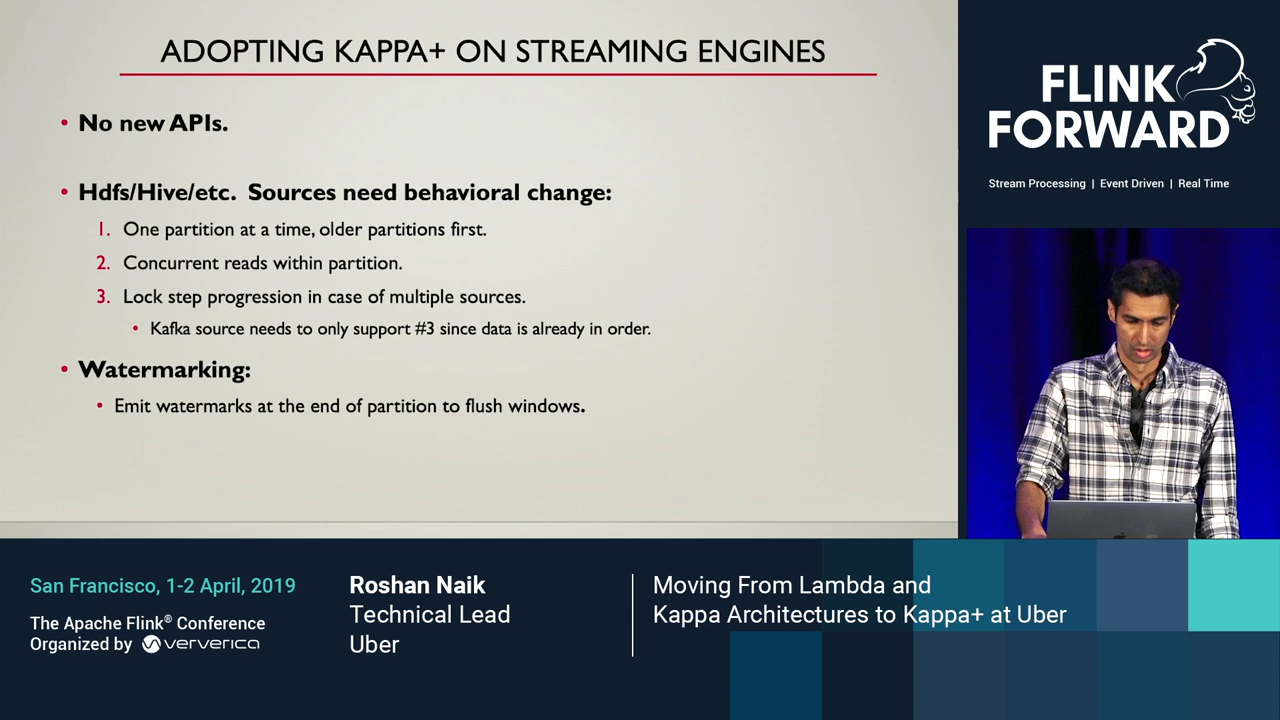 ADOPTING KAPPA+ ON STREAMING ENGINES
• No new APIs.
• Hdfs/Hive/etc. Sources need behavioral change:
1. One partition at a time, older partitions first.
2. Concurrent reads within partition.
3. Lock step progression in case of multiple sources.
• Kafka source needs to only support #3 since data is already in order.
• Watermarking:
• Emit watermarks at the end of partition to flush windows.
FLINK
FORWARD
Stream Processing | Event Driven | Real Time
San Francisco, 1-2 April, 2019
The Apache Flink® Conference
Organized by ververica
Roshan Naik
Technical Lead
Uber
Moving From Lambda and
Kappa Architectures to Kappa+ at Uber